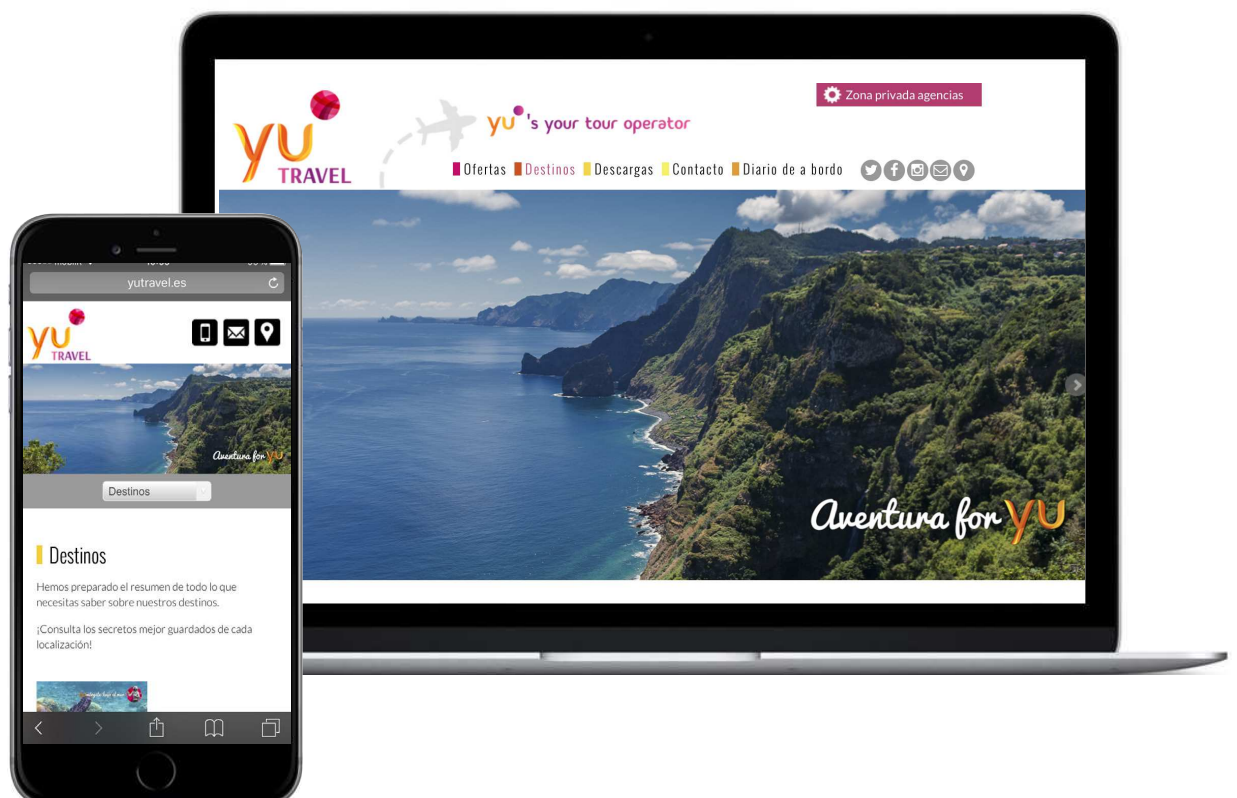 yu TRAVEL
yu's your tour operator
Zona privada agencias
Ofertas Destinos Descargas Contacto Diario de a bordo
Aventura for yu
yutravel.es
yu TRAVEL
Aventura for yu
Destinos
Destinos
Hemos preparado el resumen de todo lo que
necesitas saber sobre nuestros destinos.
¡Consulta los secretos mejor guardados de cada
localización!